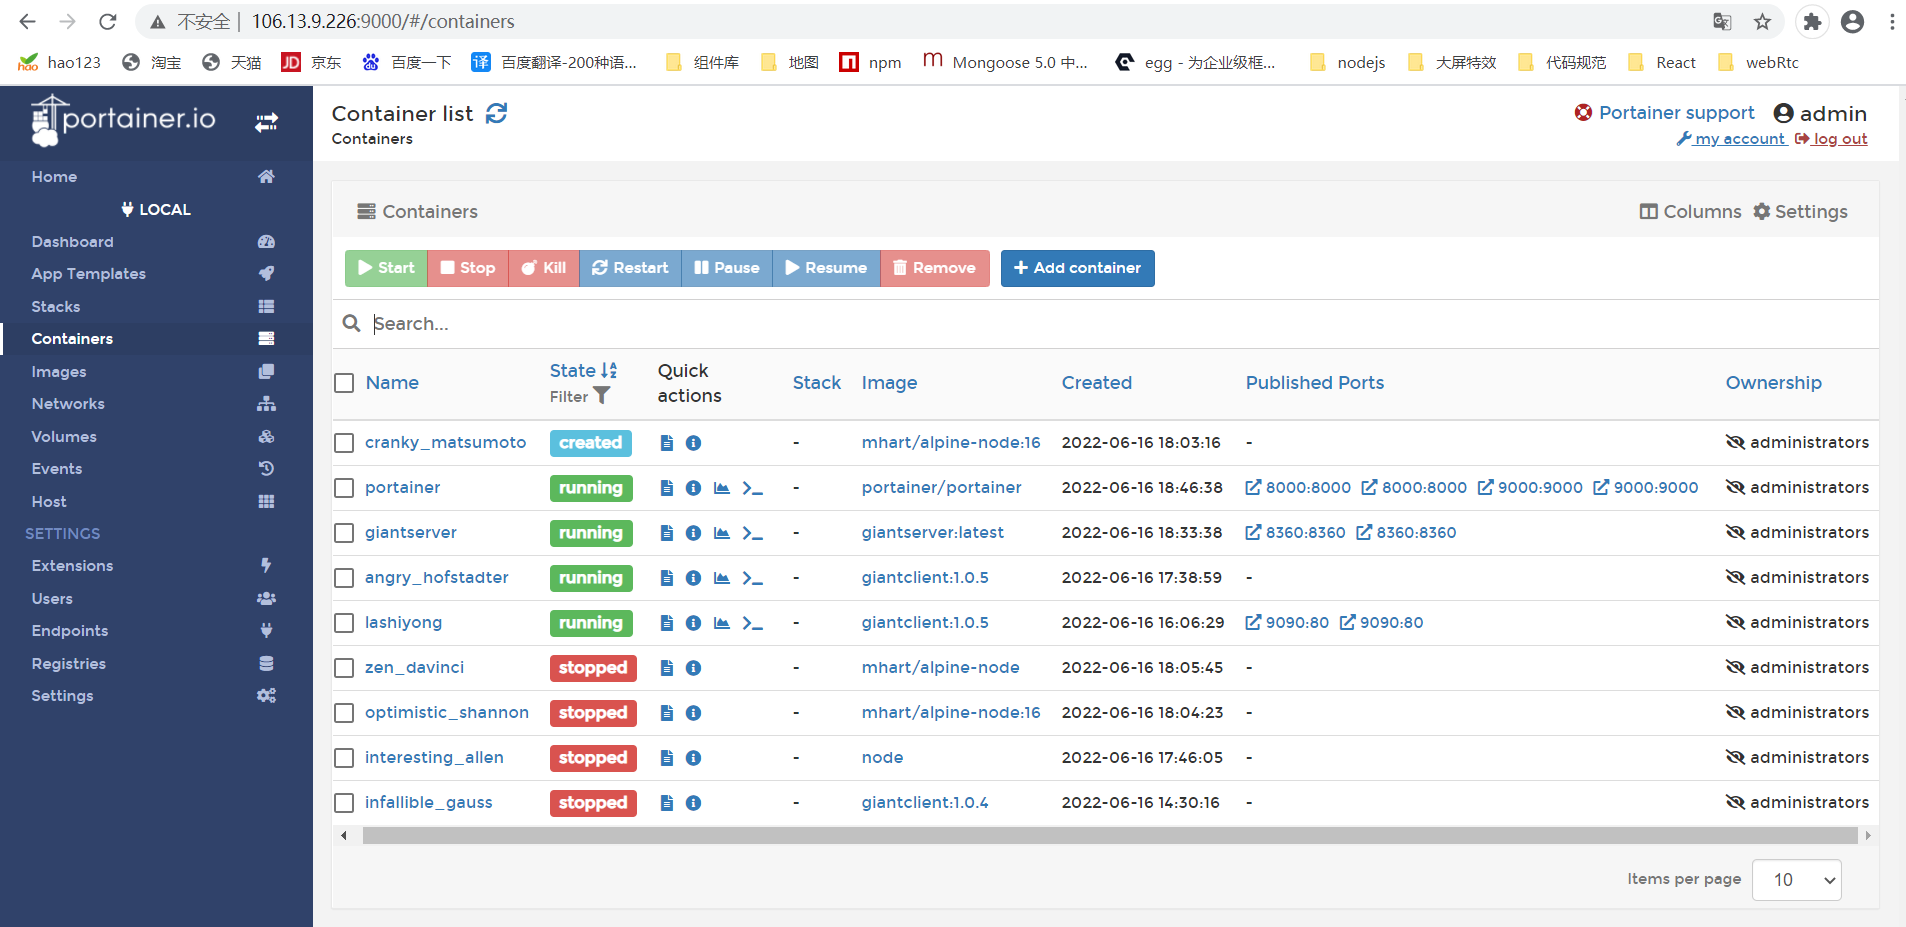 不安全 | 106.13.9.226:9000/#/containers
hao123 淘宝 天猫 京东 百度一下 百度翻译-200种语... 组件库 地图 npm Mongoose 5.0 中... egg - 为企业级框... nodejs 大屏特效 代码规范 React webRtc
portainer.io
Home
LOCAL
Dashboard
App Templates
Stacks
Containers
Images
Networks
Volumes
Events
Host
SETTINGS
Extensions
Users
Endpoints
Registries
Settings
Container list
Containers
Portainer support admin
my account log out
Containers
Columns Settings
Start Stop Kill Restart Pause Resume Remove Add container
Search...
Name State Filter Quick actions Stack Image Created Published Ports Ownership
cranky_matsumoto created - mhart/alpine-node:16 2022-06-16 18:03:16 - administrators
portainer running - portainer/portainer 2022-06-16 18:46:38 8000:8000 8000:8000 9000:9000 9000:9000 administrators
giantserver running - giantserver:latest 2022-06-16 18:33:38 8360:8360 8360:8360 administrators
angry_hofstadter running - giantclient:1.0.5 2022-06-16 17:38:59 - administrators
lashiyong running - giantclient:1.0.5 2022-06-16 16:06:29 9090:80 9090:80 administrators
zen_davinci stopped - mhart/alpine-node 2022-06-16 18:05:45 - administrators
optimistic_shannon stopped - mhart/alpine-node:16 2022-06-16 18:04:23 - administrators
interesting_allen stopped - node 2022-06-16 17:46:05 - administrators
infallible_gauss stopped - giantclient:1.0.4 2022-06-16 14:30:16 - administrators
Items per page 10